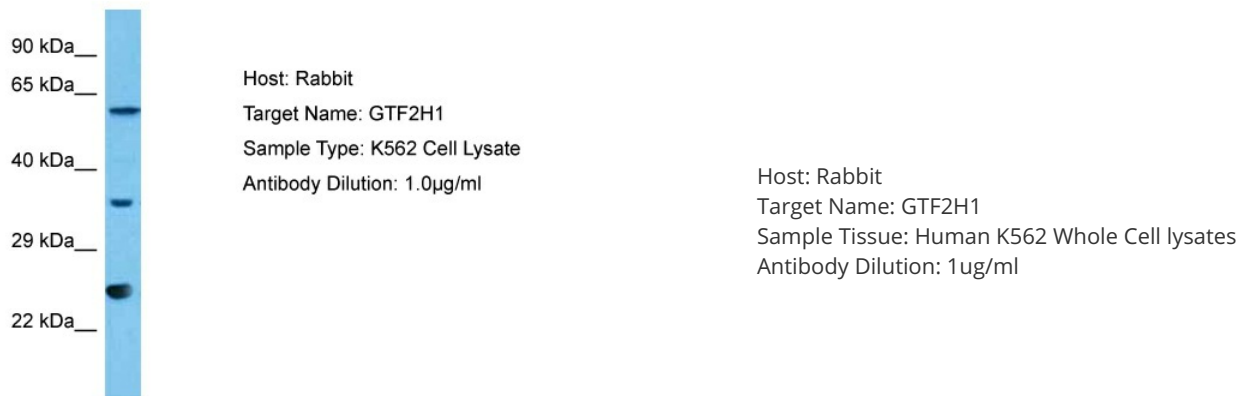 90 kDa__
65 kDa__
40 kDa__
29 kDa__
22 kDa__
Host: Rabbit
Target Name: GTF2H1
Sample Type: K562 Cell Lysate
Antibody Dilution: 1.0µg/ml
Host: Rabbit
Target Name: GTF2H1
Sample Tissue: Human K562 Whole Cell lysates
Antibody Dilution: 1ug/ml